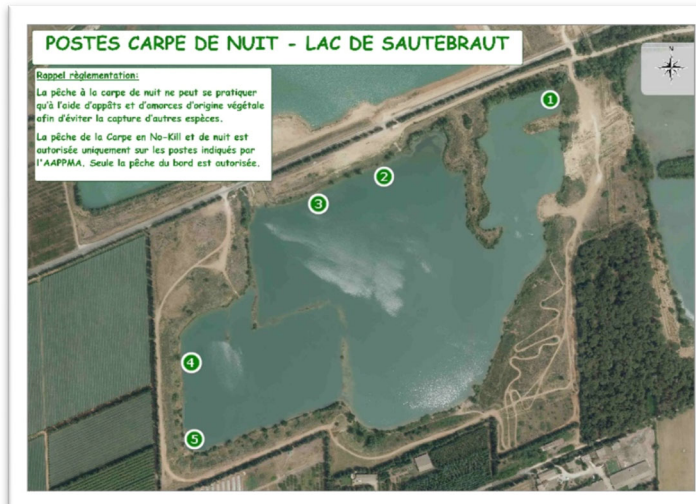 POSTES CARPE DE NUIT - LAC DE SAUTEBRAUT
Rappel règlementation:
La pêche à la carpe de nuit ne peut se pratiquer
qu'à l'aide d'appâts et d'amorces d'origine végétale
afin d'éviter la capture d'autres espèces.
La pêche de la Carpe en No-Kill et de nuit est
autorisée uniquement sur les postes indiqués par
l'AAPPMA. Seule la pêche du bord est autorisée.
N
1
2
3
4
5